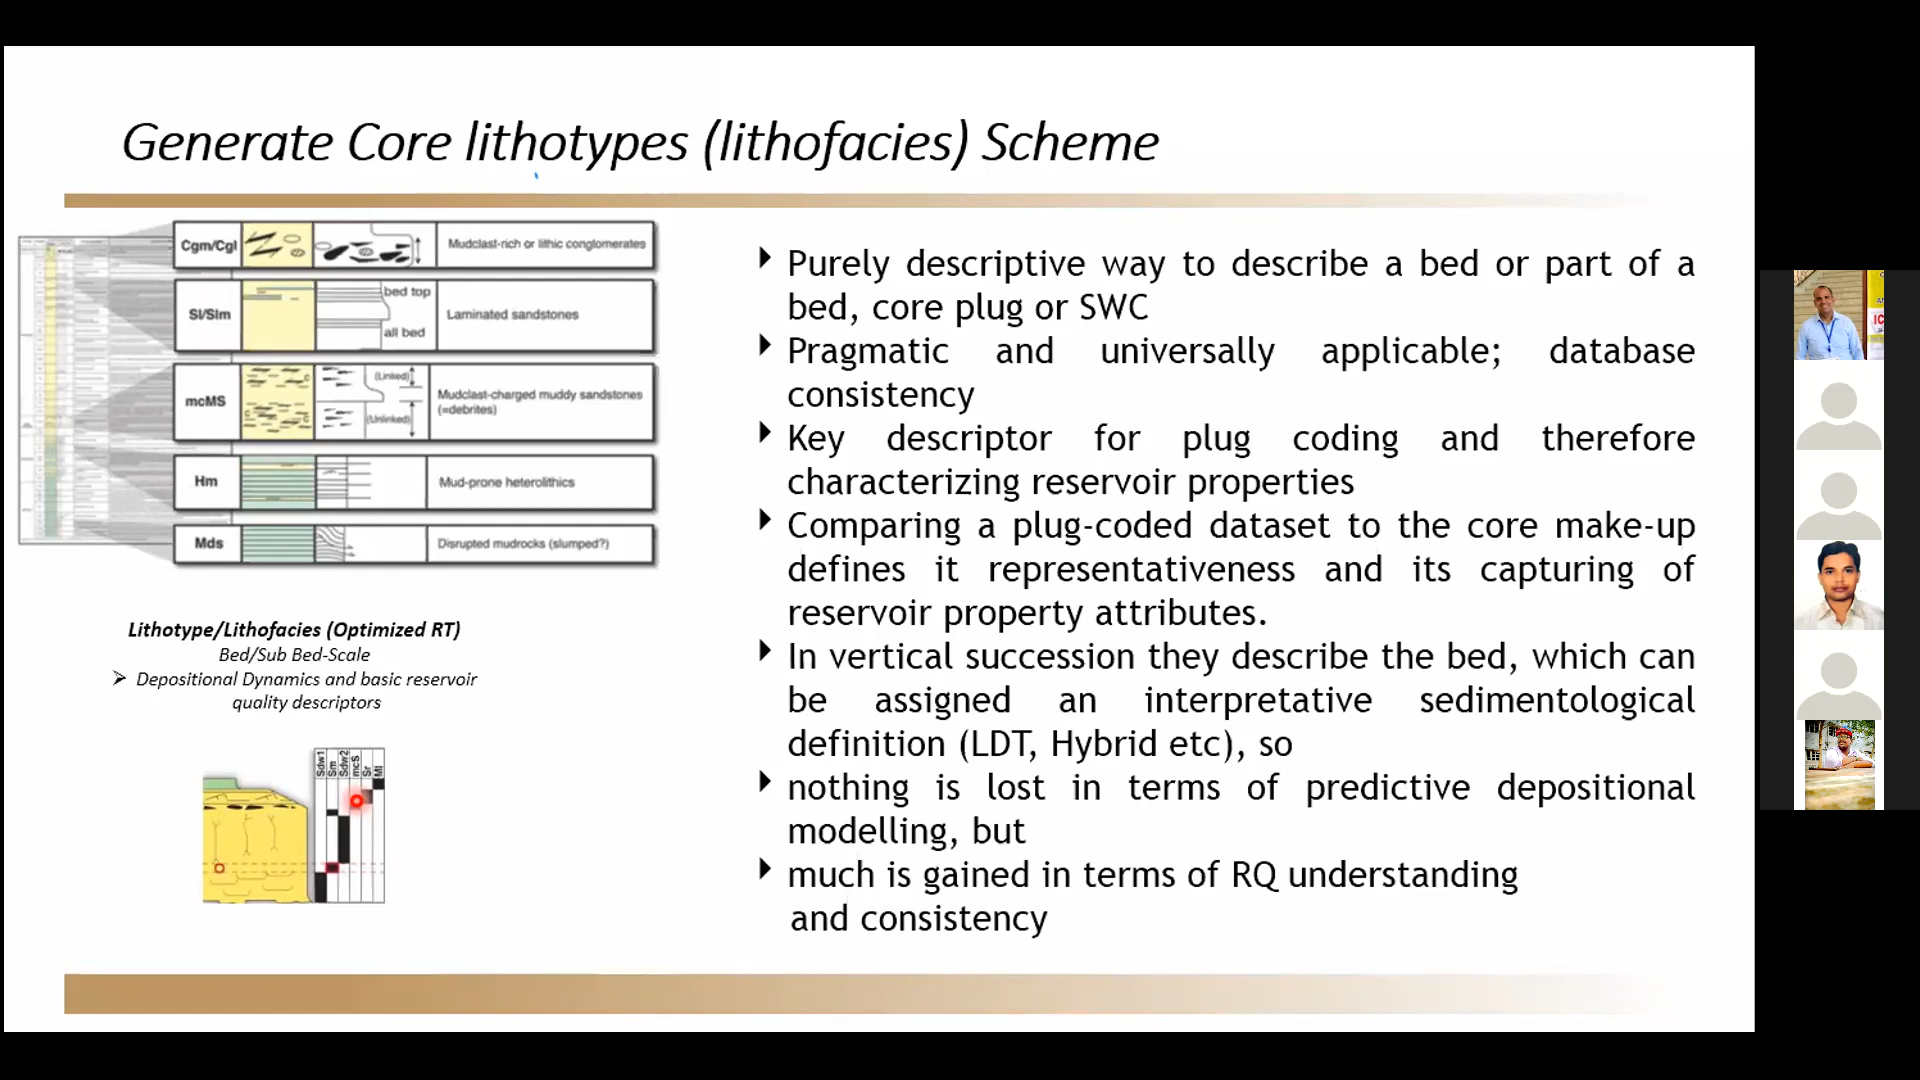 Generate Core lithotypes (lithofacies) Scheme
Cgm/Cgl
Mudclast-rich or lithic conglomerates
Sl/Slm
bed top
all bed
Laminated sandstones
mcMS
(Linked)
(Unlinked)
Mudclast-charged muddy sandstones
(=debrites)
Hm
Mud-prone heterolithics
Mds
Disrupted mudrocks (slumped?)
Lithotype/Lithofacies (Optimized RT)
Bed/Sub Bed-Scale
Depositional Dynamics and basic reservoir
quality descriptors
Sdw1
Sm
Sdw2
mcS
Sr
Ml
Purely descriptive way to describe a bed or part of a
bed, core plug or SWC
Pragmatic and universally applicable; database
consistency
Key descriptor for plug coding and therefore
characterizing reservoir properties
Comparing a plug-coded dataset to the core make-up
defines it representativeness and its capturing of
reservoir property attributes.
In vertical succession they describe the bed, which can
be assigned an interpretative sedimentological
definition (LDT, Hybrid etc), so
nothing is lost in terms of predictive depositional
modelling, but
much is gained in terms of RQ understanding
and consistency